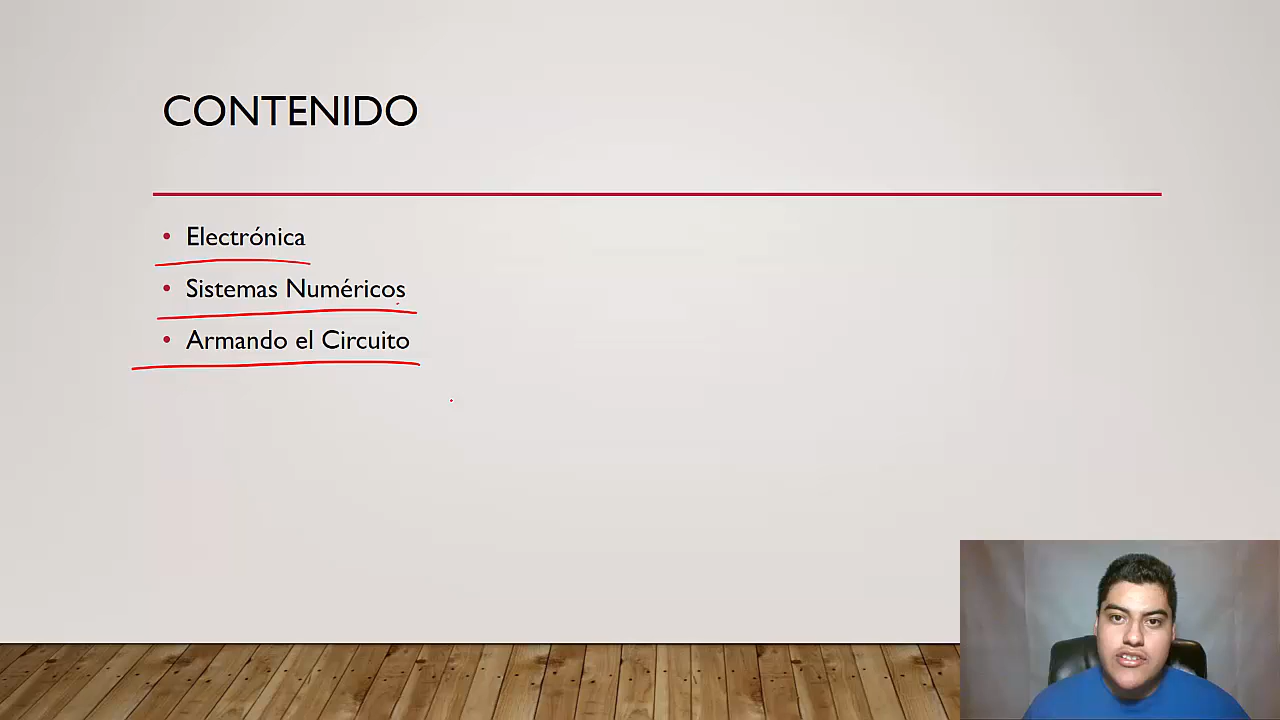 CONTENIDO
• Electrónica
• Sistemas Numéricos
• Armando el Circuito